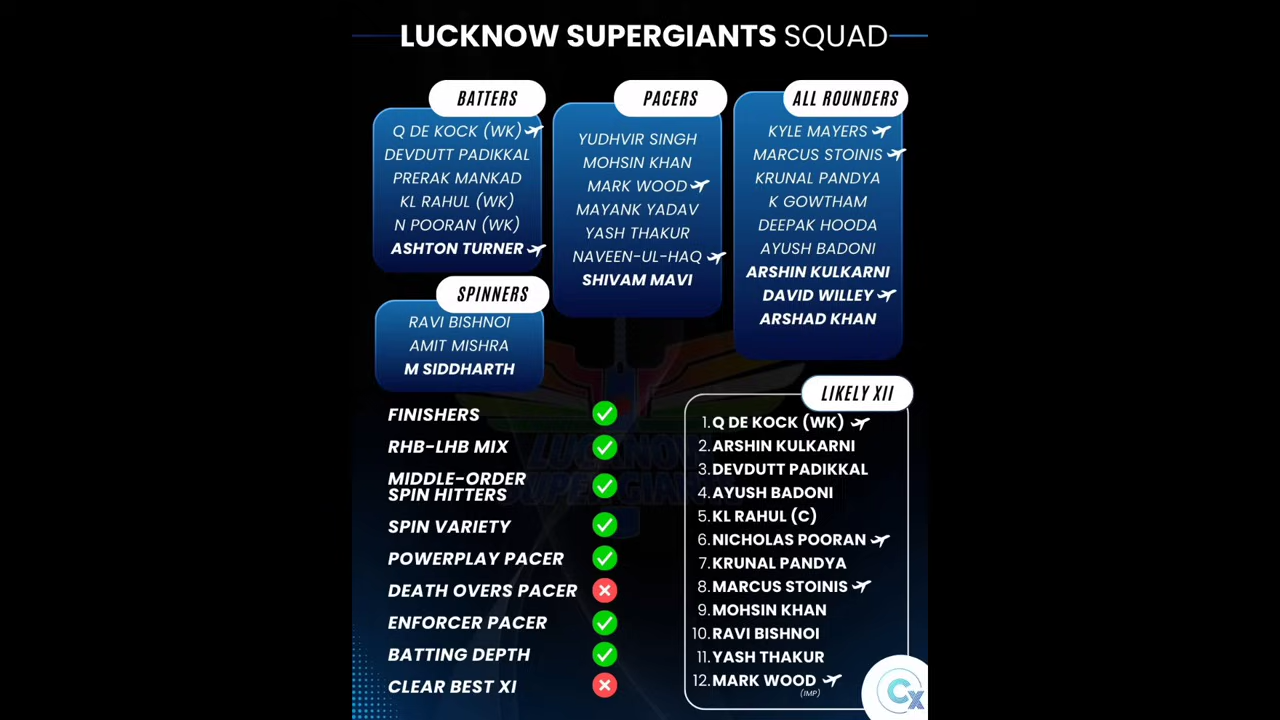 LUCKNOW SUPERGIANTS SQUAD
BATTERS
Q DE KOCK (WK)
DEVDUTT PADIKKAL
PRERAK MANKAD
KL RAHUL (WK)
N POORAN (WK)
ASHTON TURNER
PACERS
YUDHVIR SINGH
MOHSIN KHAN
MARK WOOD
MAYANK YADAV
YASH THAKUR
NAVEEN-UL-HAQ
SHIVAM MAVI
ALL ROUNDERS
KYLE MAYERS
MARCUS STOINIS
KRUNAL PANDYA
K GOWTHAM
DEEPAK HOODA
AYUSH BADONI
ARSHIN KULKARNI
DAVID WILLEY
ARSHAD KHAN
SPINNERS
RAVI BISHNOI
AMIT MISHRA
M SIDDHARTH
FINISHERS
RHB-LHB MIX
MIDDLE-ORDER
SPIN HITTERS
SPIN VARIETY
POWERPLAY PACER
DEATH OVERS PACER
ENFORCER PACER
BATTING DEPTH
CLEAR BEST XI
LUCKNOW
SUPERGIANTS
LIKELY XII
1. Q DE KOCK (WK)
2. ARSHIN KULKARNI
3. DEVDUTT PADIKKAL
4. AYUSH BADONI
5. KL RAHUL (C)
6. NICHOLAS POORAN
7. KRUNAL PANDYA
8. MARCUS STOINIS
9. MOHSIN KHAN
10. RAVI BISHNOI
11. YASH THAKUR
12. MARK WOOD
(IMP)
CX